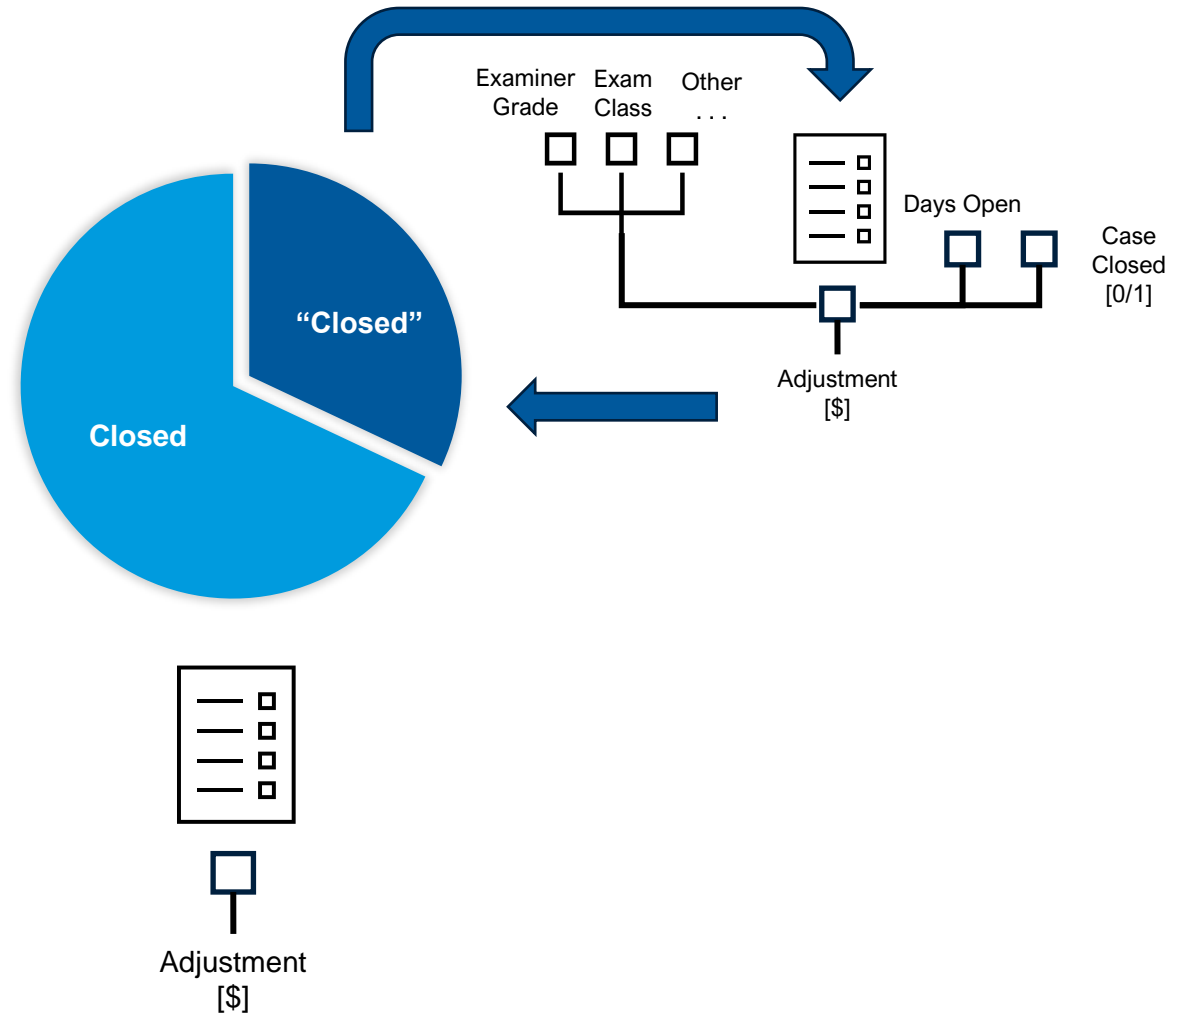 Examiner
Grade
Exam
Class
Other
. . .
Days Open
Case
Closed
[0/1]
“Closed”
Adjustment
[$]
Closed
Adjustment
[$]